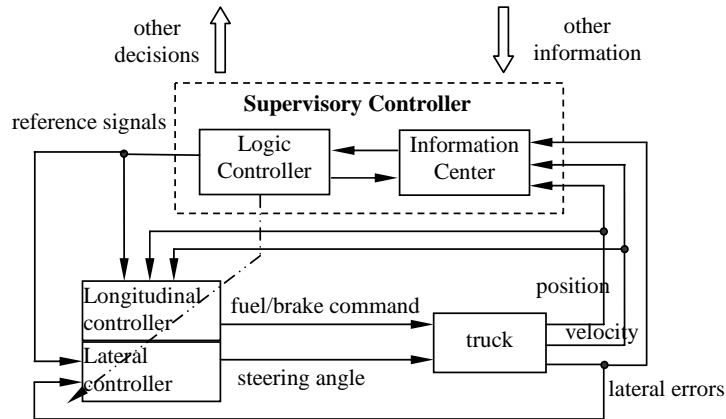 other
decisions
other
information
Supervisory Controller
reference signals
Logic
Controller
Information
Center
Longitudinal
controller
fuel/brake command
position
truck
velocity
Lateral
controller
steering angle
lateral errors